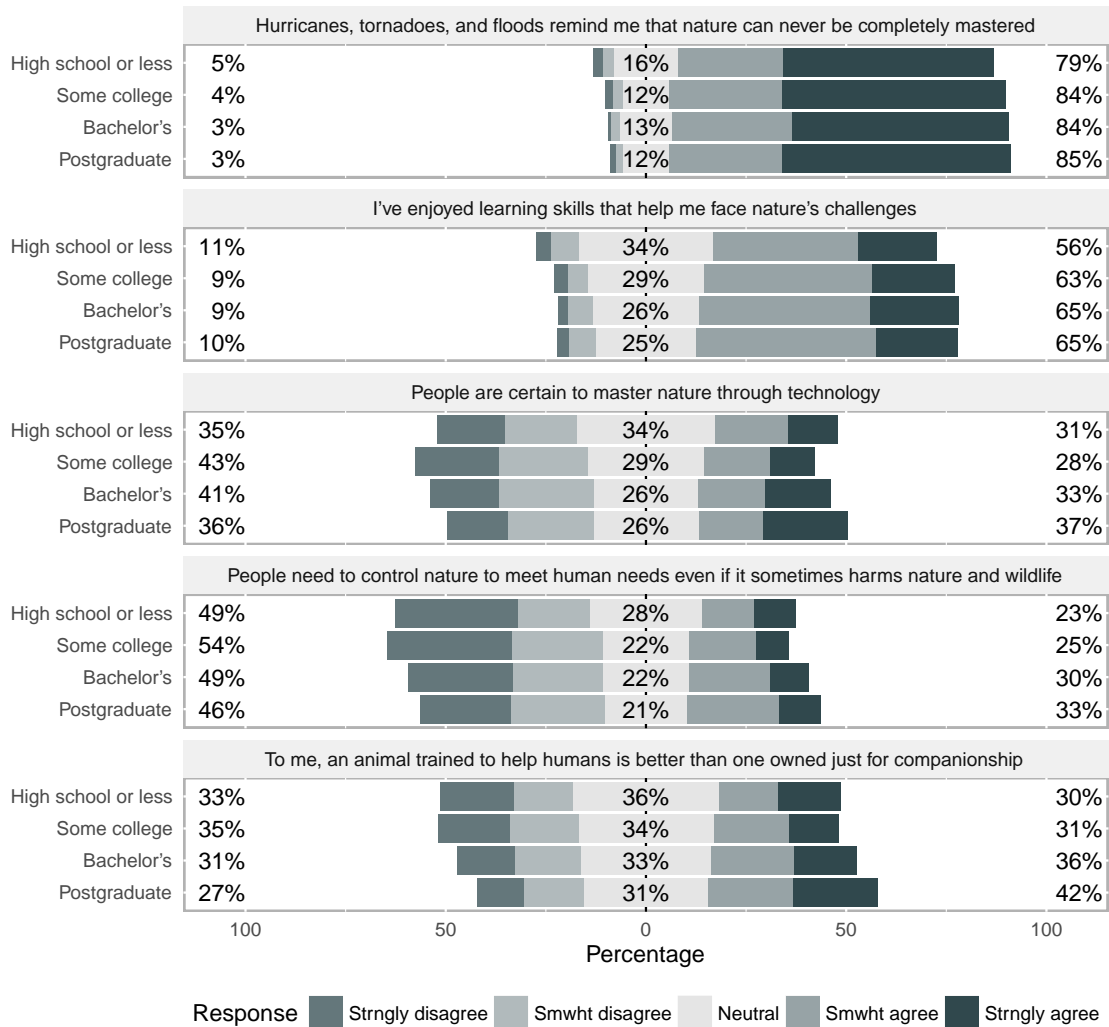 Hurricanes, tornadoes, and floods remind me that nature can never be completely mastered
High school or less 5% 16% 79%
Some college 4% 12% 84%
Bachelor’s 3% 13% 84%
Postgraduate 3% 12% 85%
I’ve enjoyed learning skills that help me face nature’s challenges
High school or less 11% 34% 56%
Some college 9% 29% 63%
Bachelor’s 9% 26% 65%
Postgraduate 10% 25% 65%
People are certain to master nature through technology
High school or less 35% 34% 31%
Some college 43% 29% 28%
Bachelor’s 41% 26% 33%
Postgraduate 36% 26% 37%
People need to control nature to meet human needs even if it sometimes harms nature and wildlife
High school or less 49% 28% 23%
Some college 54% 22% 25%
Bachelor’s 49% 22% 30%
Postgraduate 46% 21% 33%
To me, an animal trained to help humans is better than one owned just for companionship
High school or less 33% 36% 30%
Some college 35% 34% 31%
Bachelor’s 31% 33% 36%
Postgraduate 27% 31% 42%
100 50 0 50 100
Percentage
Response Strngly disagree Smwht disagree Neutral Smwht agree Strngly agree